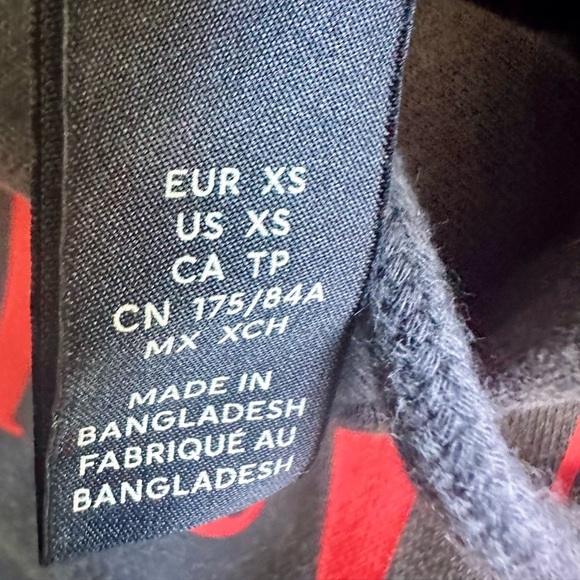 EUR XS
US XS
CA TP
CN 175/84A
MX XCH
MADE IN
BANGLADESH
FABRIQUÉ AU
BANGLADESH